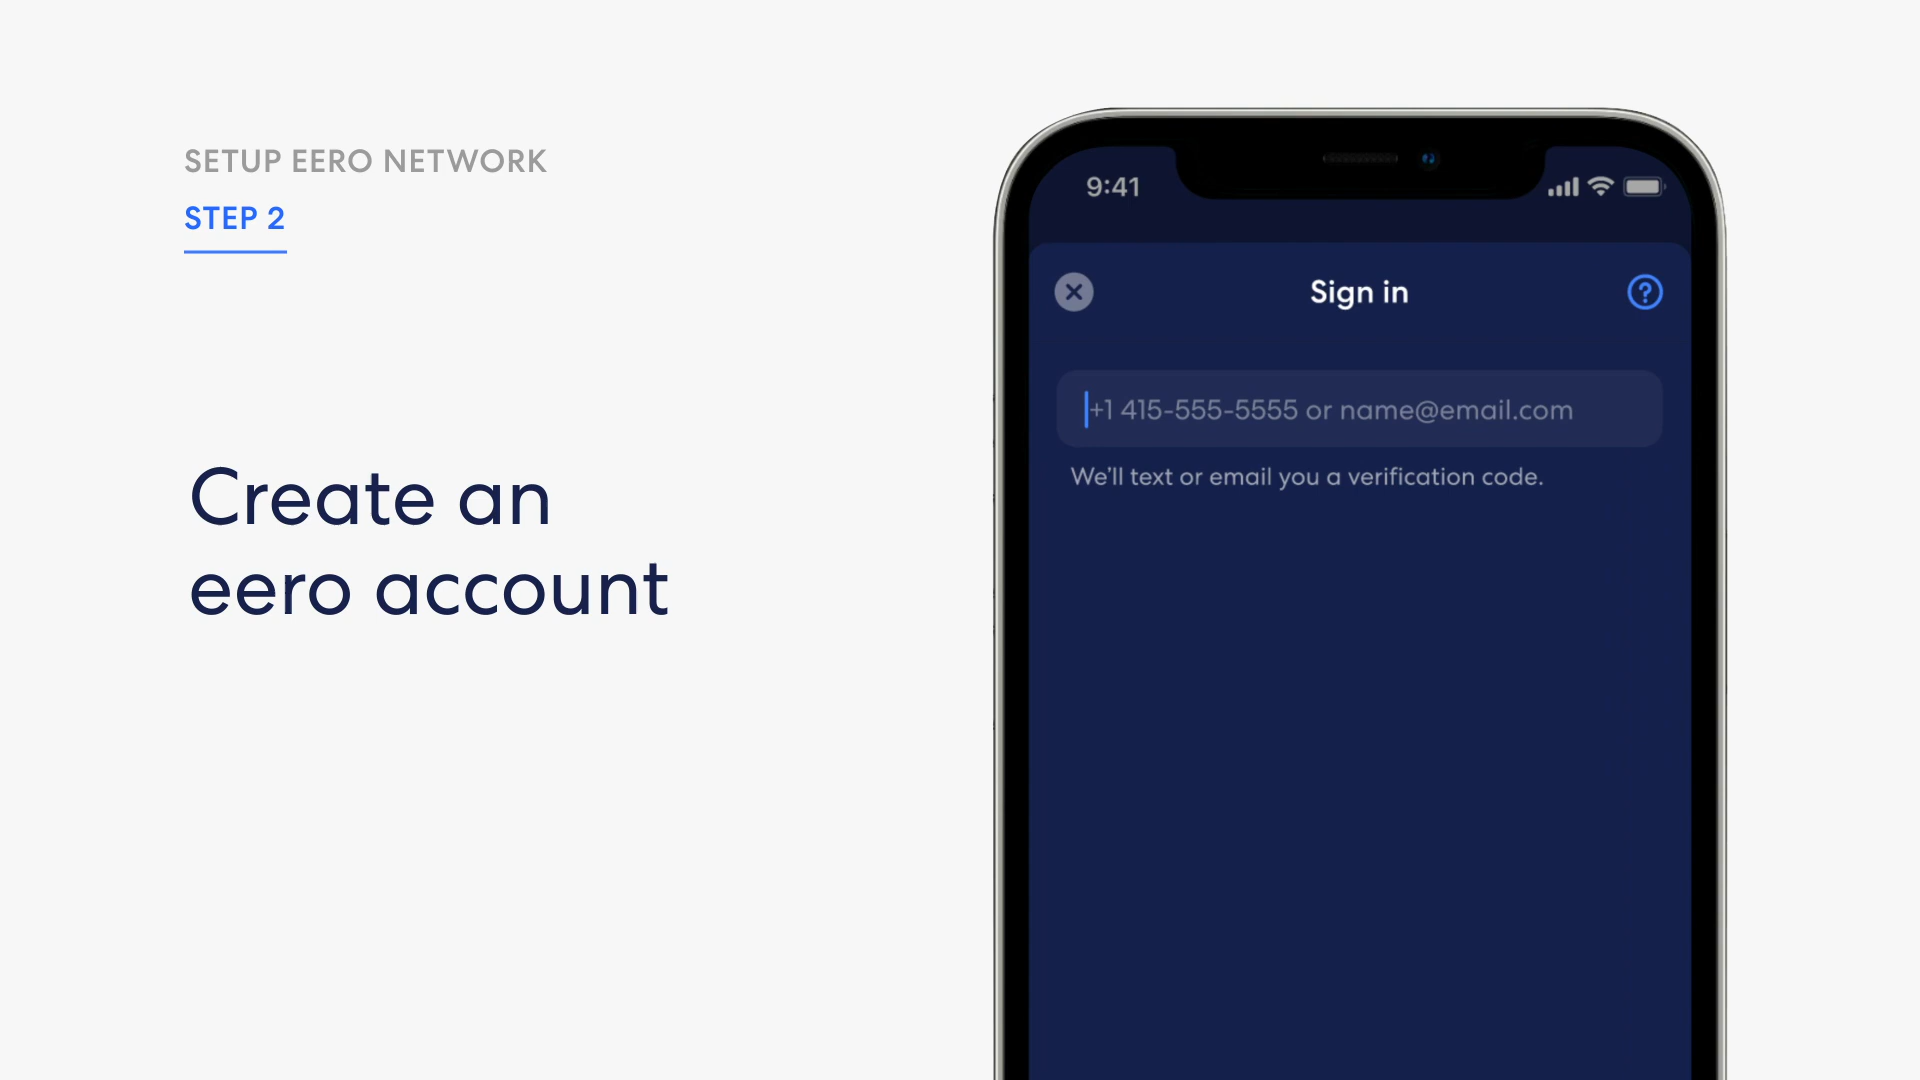 SETUP EERO NETWORK
STEP 2
Create an
eero account
9:41
Sign in
+1 415-555-5555 or name@email.com
We'll text or email you a verification code.